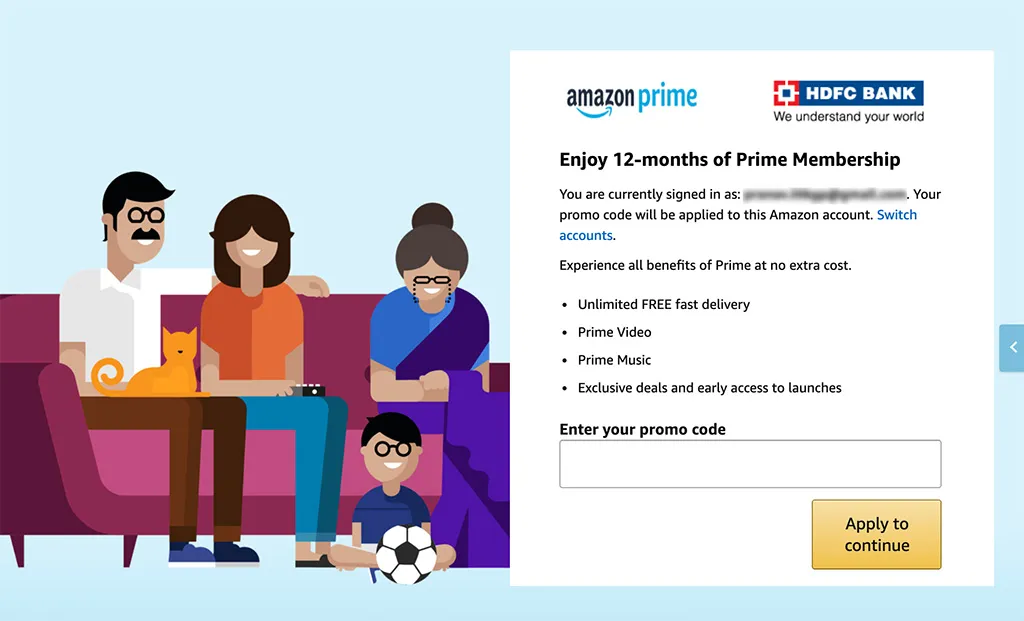 amazon prime
HDFC BANK
We understand your world
Enjoy 12-months of Prime Membership
You are currently signed in as: . Your
promo code will be applied to this Amazon account. Switch
accounts.
Experience all benefits of Prime at no extra cost.
• Unlimited FREE fast delivery
• Prime Video
• Prime Music
• Exclusive deals and early access to launches
Enter your promo code
Apply to
continue